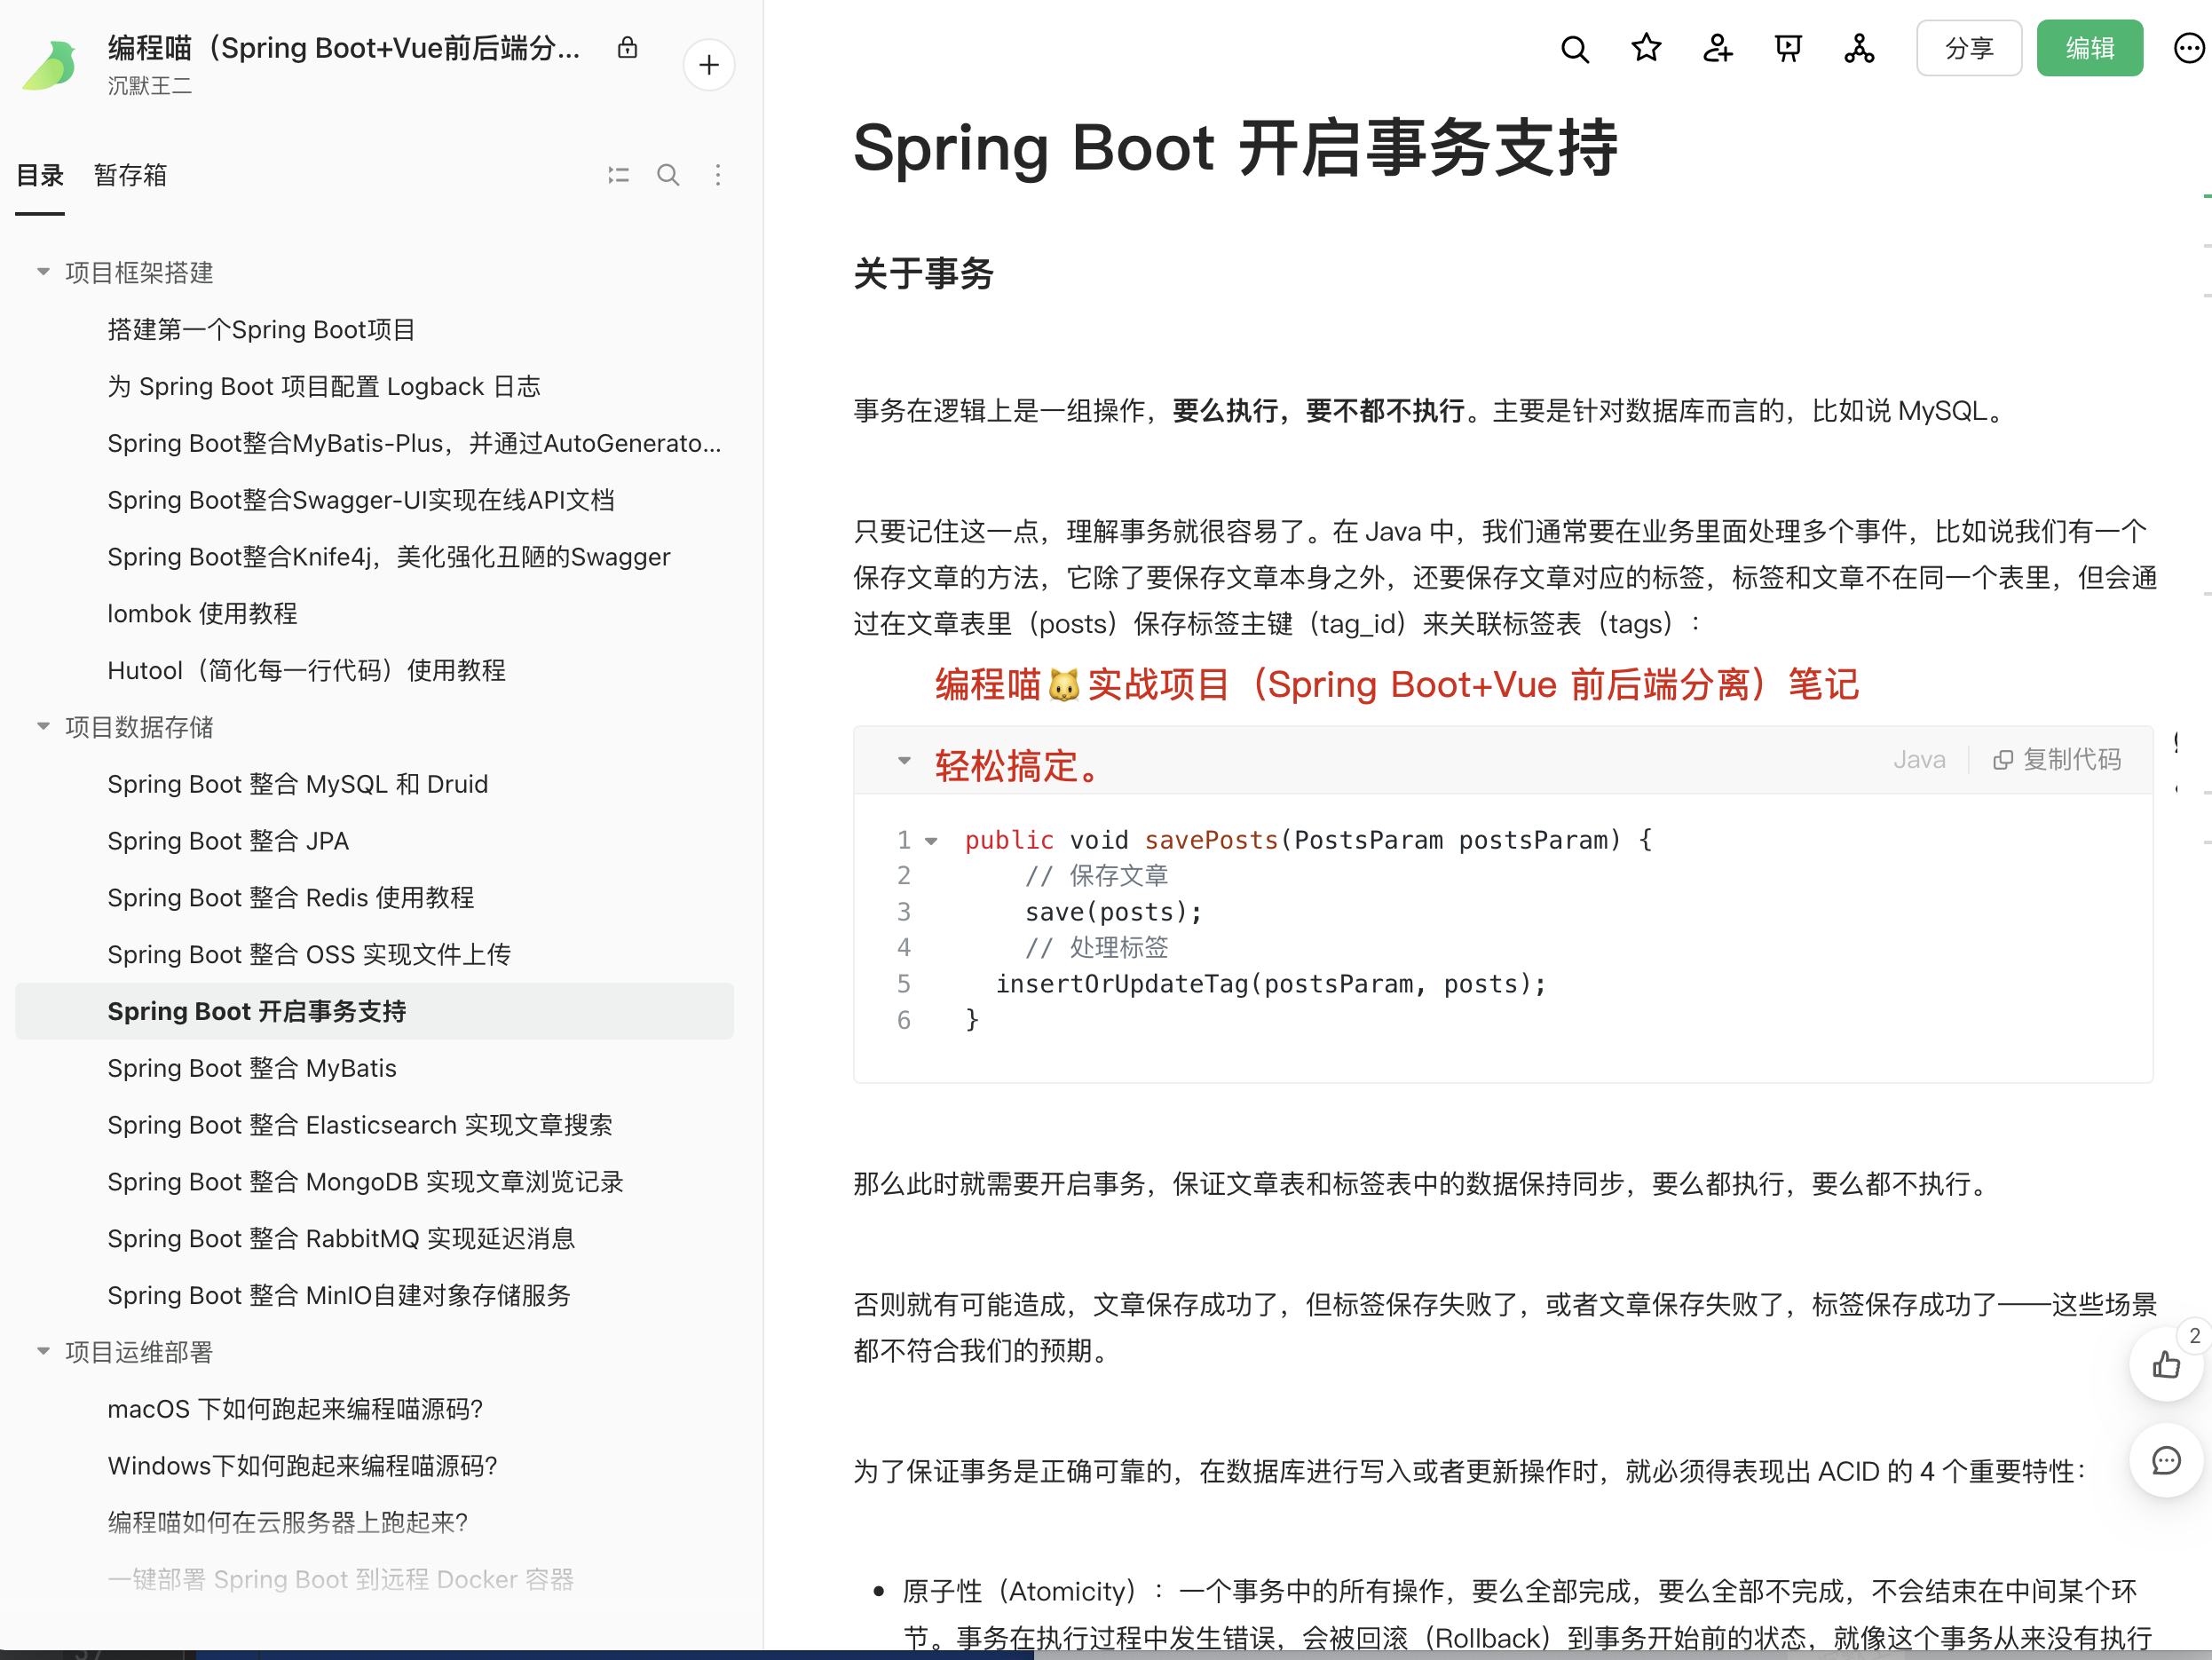 编程喵（Spring Boot+Vue前后端分...
沉默王二
目录 暂存箱
项目框架搭建
搭建第一个Spring Boot项目
为 Spring Boot 项目配置 Logback 日志
Spring Boot整合MyBatis-Plus，并通过AutoGenerato...
Spring Boot整合Swagger-UI实现在线API文档
Spring Boot整合Knife4j，美化强化丑陋的Swagger
lombok 使用教程
Hutool（简化每一行代码）使用教程
项目数据存储
Spring Boot 整合 MySQL 和 Druid
Spring Boot 整合 JPA
Spring Boot 整合 Redis 使用教程
Spring Boot 整合 OSS 实现文件上传
Spring Boot 开启事务支持
Spring Boot 整合 MyBatis
Spring Boot 整合 Elasticsearch 实现文章搜索
Spring Boot 整合 MongoDB 实现文章浏览记录
Spring Boot 整合 RabbitMQ 实现延迟消息
Spring Boot 整合 MinIO自建对象存储服务
项目运维部署
macOS 下如何跑起来编程喵源码？
Windows下如何跑起来编程喵源码？
编程喵如何在云服务器上跑起来？
一键部署 Spring Boot 到远程 Docker 容器
分享 编辑
Spring Boot 开启事务支持
关于事务
事务在逻辑上是一组操作，要么执行，要不都不执行。主要是针对数据库而言的，比如说 MySQL。
只要记住这一点，理解事务就很容易了。在 Java 中，我们通常要在业务里面处理多个事件，比如说我们有一个
保存文章的方法，它除了要保存文章本身之外，还要保存文章对应的标签，标签和文章不在同一个表里，但会通
过在文章表里（posts）保存标签主键（tag_id）来关联标签表（tags）：
编程喵🐱实战项目（Spring Boot+Vue 前后端分离）笔记
轻松搞定。
Java 复制代码
1 public void savePosts(PostsParam postsParam) {
2 // 保存文章
3 save(posts);
4 // 处理标签
5 insertOrUpdateTag(postsParam, posts);
6 }
那么此时就需要开启事务，保证文章表和标签表中的数据保持同步，要么都执行，要么都不执行。
否则就有可能造成，文章保存成功了，但标签保存失败了，或者文章保存失败了，标签保存成功了——这些场景
都不符合我们的预期。
2
为了保证事务是正确可靠的，在数据库进行写入或者更新操作时，就必须得表现出 ACID 的 4 个重要特性：
• 原子性（Atomicity）：一个事务中的所有操作，要么全部完成，要么全部不完成，不会结束在中间某个环
节。事务在执行过程中发生错误，会被回滚（Rollback）到事务开始前的状态，就像这个事务从来没有执行